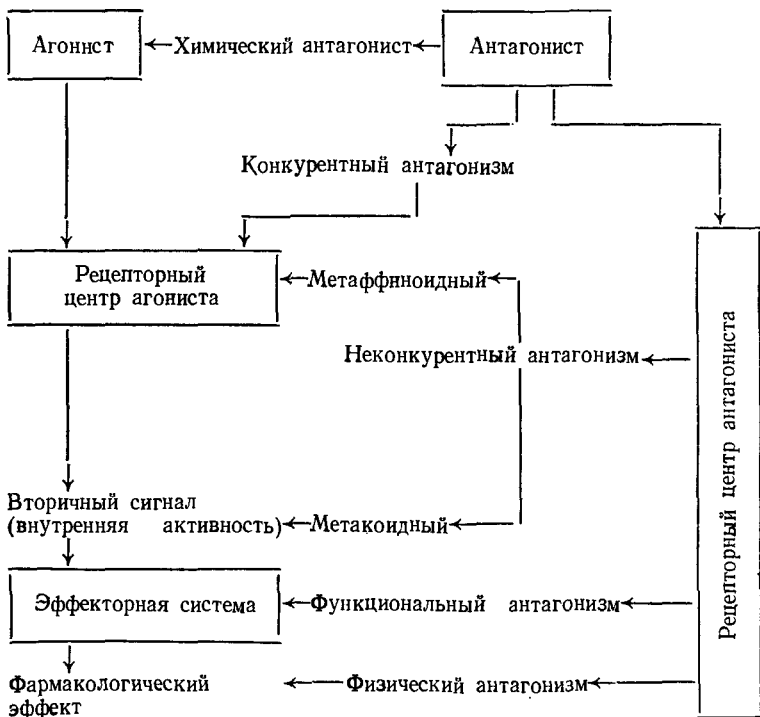 Агонист
Химический антагонист
Антагонист
Конкурентный антагонизм
Рецепторный
центр агониста
Метаффиноидный
Неконкурентный антагонизм
Рецепторный центр антагониста
Вторичный сигнал
(внутренняя активность)
Метакоидный
Эффекторная система
Функциональный антагонизм
Фармакологический
эффект
Физический антагонизм